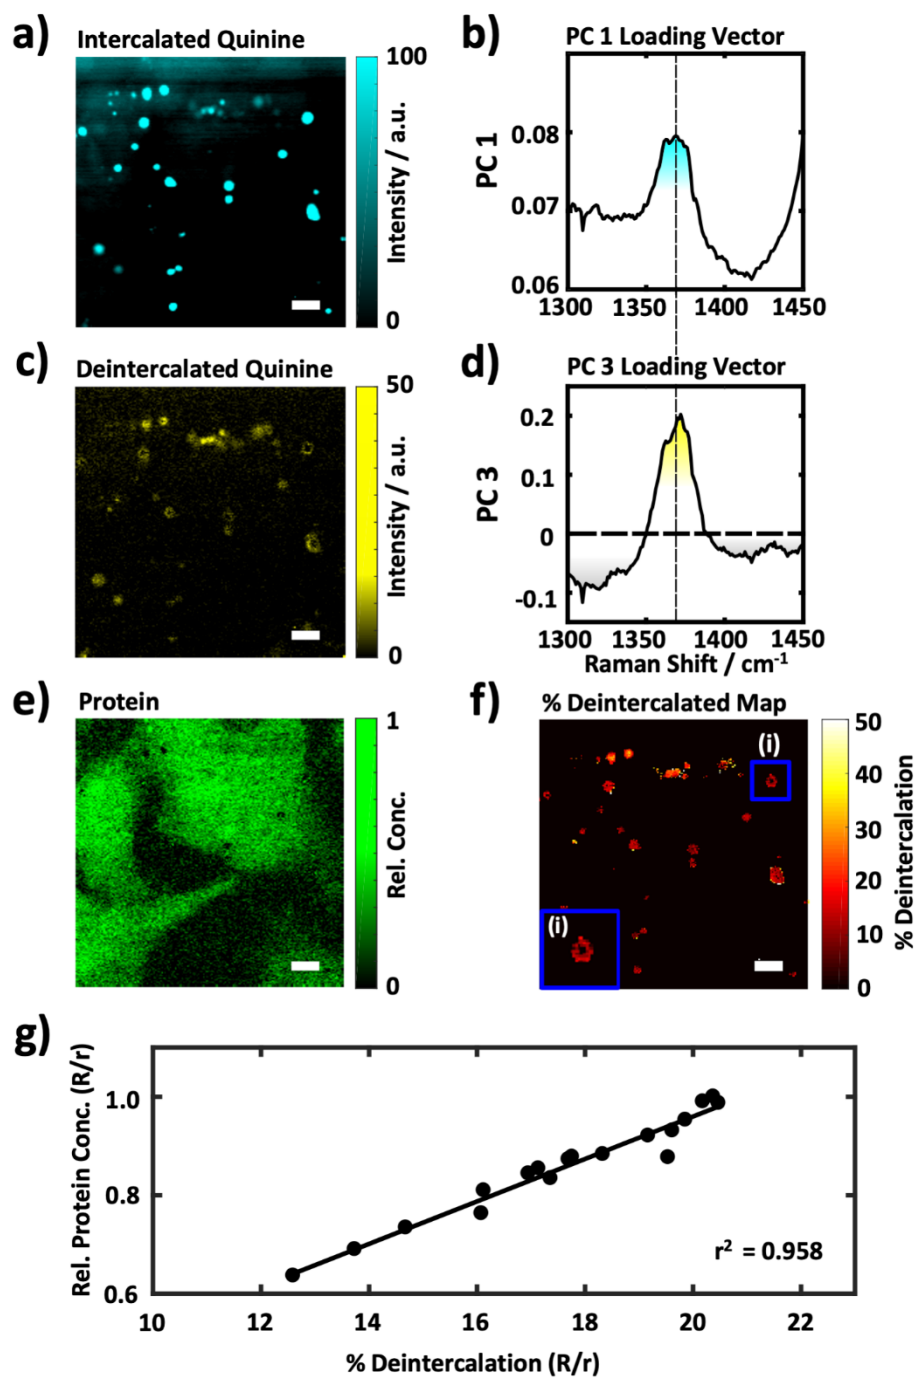 a) Intercalated Quinine
100
Intensity / a.u.
0
b) PC 1 Loading Vector
PC 1
0.08
0.07
0.06
1300 1350 1400 1450
c) Deintercalated Quinine
50
Intensity / a.u.
0
d) PC 3 Loading Vector
PC 3
0.2
0.1
0
-0.1
1300 1350 1400 1450
Raman Shift / cm⁻¹
e) Protein
1
Rel. Conc.
0
f) % Deintercalated Map
(i)
(i)
50
40
30
20
10
0
% Deintercalation
g)
Rel. Protein Conc. (R/r)
1.0
0.8
0.6
r² = 0.958
10 12 14 16 18 20 22
% Deintercalation (R/r)